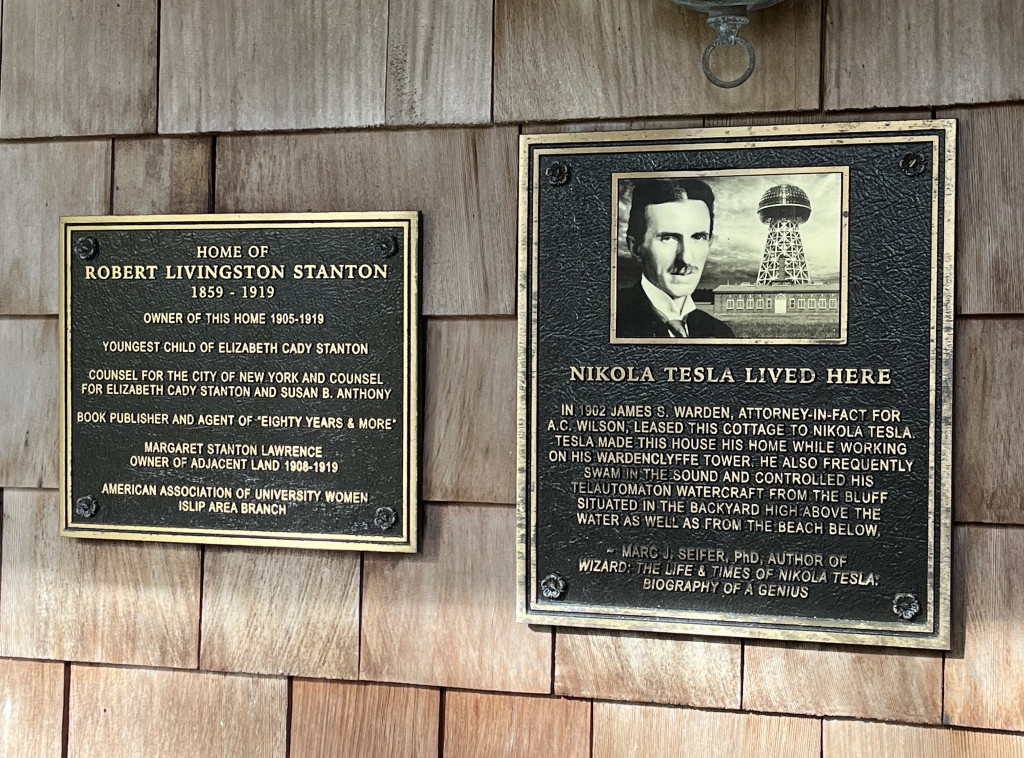 HOME OF
ROBERT LIVINGSTON STANTON
1859 - 1919
OWNER OF THIS HOME 1905-1919
YOUNGEST CHILD OF ELIZABETH CADY STANTON
COUNSEL FOR THE CITY OF NEW YORK AND COUNSEL
FOR ELIZABETH CADY STANTON AND SUSAN B. ANTHONY
BOOK PUBLISHER AND AGENT OF "EIGHTY YEARS & MORE"
MARGARET STANTON LAWRENCE
OWNER OF ADJACENT LAND 1908-1919
AMERICAN ASSOCIATION OF UNIVERSITY WOMEN
ISLIP AREA BRANCH
NIKOLA TESLA LIVED HERE
IN 1902 JAMES S. WARDEN, ATTORNEY-IN-FACT FOR
A.C. WILSON, LEASED THIS COTTAGE TO NIKOLA TESLA.
TESLA MADE THIS HOUSE HIS HOME WHILE WORKING
ON HIS WARDENCLYFFE TOWER. HE ALSO FREQUENTLY
SWAM IN THE SOUND AND CONTROLLED HIS
TELAUTOMATON WATERCRAFT FROM THE BLUFF
SITUATED IN THE BACKYARD HIGH ABOVE THE
WATER AS WELL AS FROM THE BEACH BELOW.
~ MARC J. SEIFER, PhD, AUTHOR OF
WIZARD: THE LIFE & TIMES OF NIKOLA TESLA:
BIOGRAPHY OF A GENIUS